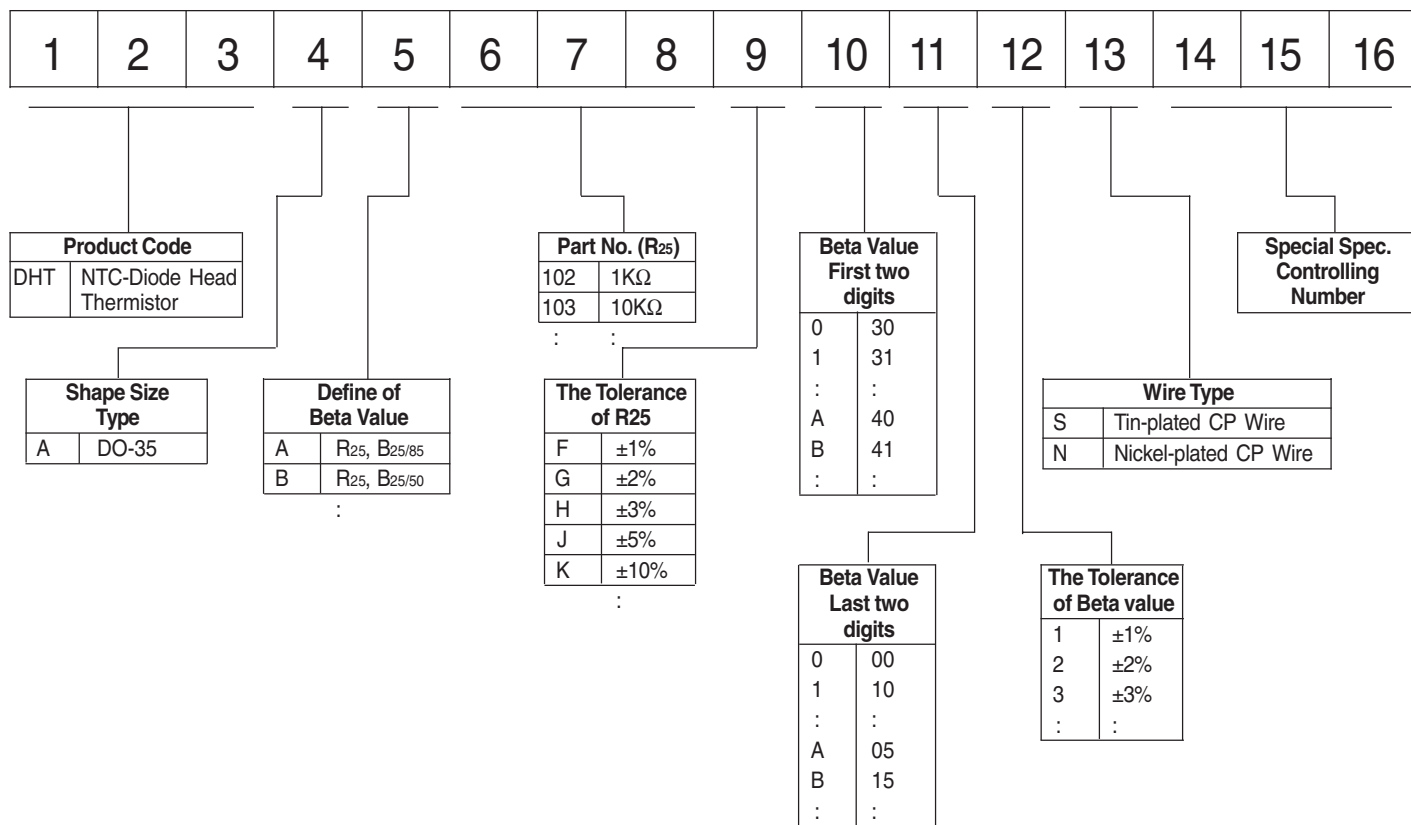 1 2 3 4 5 6 7 8 9 10 11 12 13 14 15 16
Product Code
DHT NTC-Diode Head
Thermistor
Shape Size
Type
A DO-35
Define of
Beta Value
A R25, B25/85
B R25, B25/50
:
Part No. (R25)
102 1KΩ
103 10KΩ
: :
The Tolerance
of R25
F ±1%
G ±2%
H ±3%
J ±5%
K ±10%
:
Beta Value
First two
digits
0 30
1 31
: :
A 40
B 41
: :
Beta Value
Last two
digits
0 00
1 10
: :
A 05
B 15
: :
The Tolerance
of Beta value
1 ±1%
2 ±2%
3 ±3%
: :
Wire Type
S Tin-plated CP Wire
N Nickel-plated CP Wire
Special Spec.
Controlling
Number